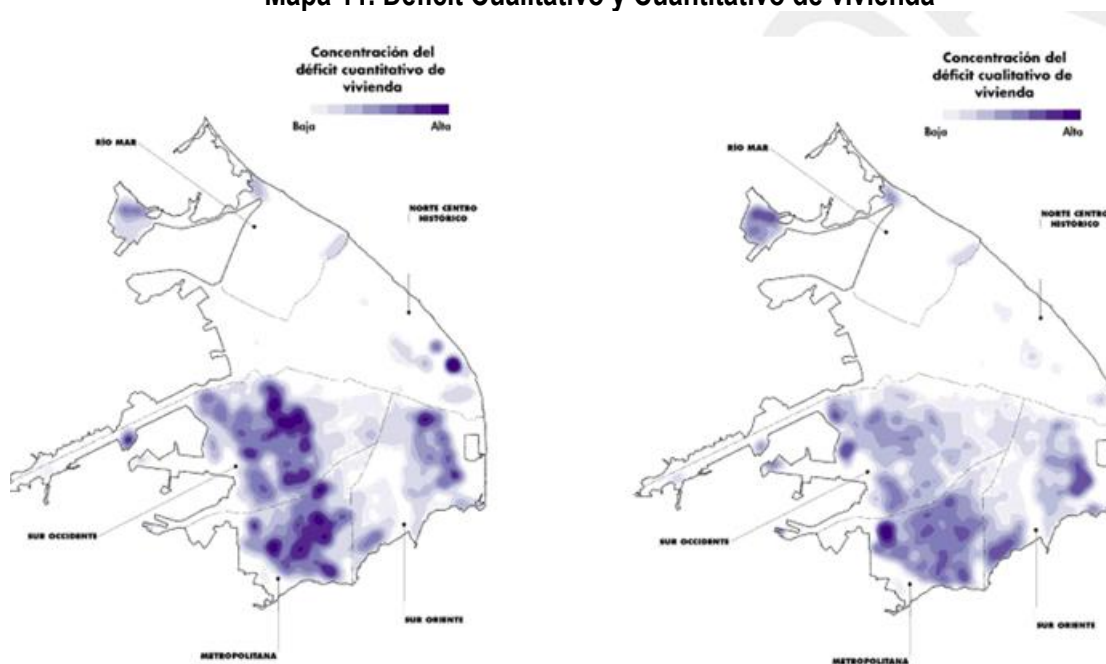 Mapa 11. Déficit Cualitativo y Cuantitativo de vivienda
Concentración del
déficit cuantitativo de
vivienda
Baja Alta
RÍO MAR
NORTE CENTRO
HISTÓRICO
SUR OCCIDENTE
SUR ORIENTE
METROPOLITANA
Concentración del
déficit cualitativo de
vivienda
Baja Alta
RÍO MAR
NORTE CENTRO
HISTÓRICO
SUR OCCIDENTE
SUR ORIENTE
METROPOLITANA